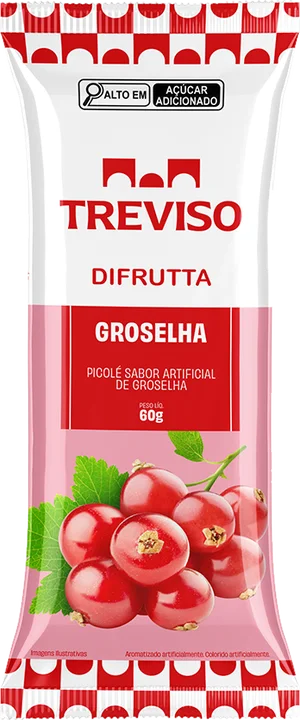 ALTO EM
AÇÚCAR
ADICIONADO
TREVISO
DIFRUTTA
GROSELHA
PICOLÉ SABOR ARTIFICIAL
DE GROSELHA
PESO LÍQ.
60g
Imagens Ilustrativas
Aromatizado artificialmente. Colorido artificialmente.